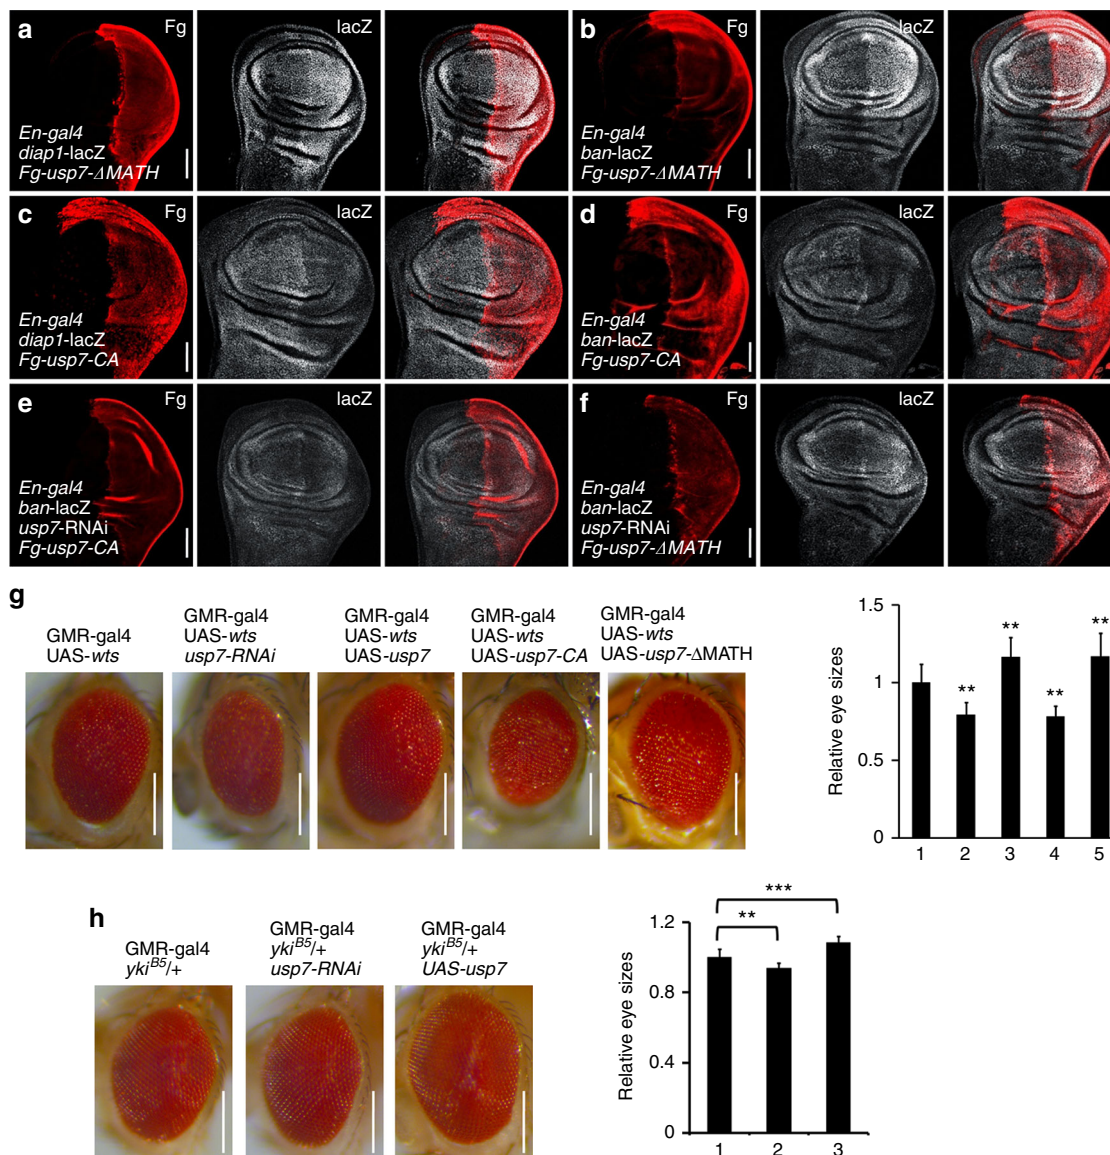 a
Fg
lacZ
En-gal4
diap1-lacZ
Fg-usp7-ΔMATH
b
Fg
lacZ
En-gal4
ban-lacZ
Fg-usp7-ΔMATH
c
Fg
lacZ
En-gal4
diap1-lacZ
Fg-usp7-CA
d
Fg
lacZ
En-gal4
ban-lacZ
Fg-usp7-CA
e
Fg
lacZ
En-gal4
ban-lacZ
usp7-RNAi
Fg-usp7-CA
f
Fg
lacZ
En-gal4
ban-lacZ
usp7-RNAi
Fg-usp7-ΔMATH
g
GMR-gal4
UAS-wts
GMR-gal4
UAS-wts
usp7-RNAi
GMR-gal4
UAS-wts
UAS-usp7
GMR-gal4
UAS-wts
UAS-usp7-CA
GMR-gal4
UAS-wts
UAS-usp7-ΔMATH
Relative eye sizes
1.5
1
0.5
0
**
**
**
**
1 2 3 4 5
h
GMR-gal4
yki^B5/+
GMR-gal4
yki^B5/+
usp7-RNAi
GMR-gal4
yki^B5/+
UAS-usp7
Relative eye sizes
1.2
0.8
0.4
0
***
**
1 2 3